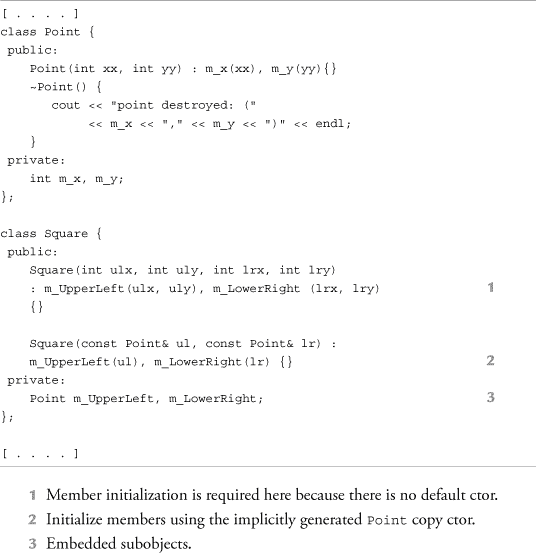 [ . . . . ]
class Point {
 public:
    Point(int xx, int yy) : m_x(xx), m_y(yy){}
    ~Point() {
       cout << "point destroyed: ("
            << m_x << "," << m_y << ")" << endl;
    }
 private:
    int m_x, m_y;
};

class Square {
 public:
    Square(int ulx, int uly, int lrx, int lry)
    : m_UpperLeft(ulx, uly), m_LowerRight (lrx, lry) 1
    {}

    Square(const Point& ul, const Point& lr) :
    m_UpperLeft(ul), m_LowerRight(lr) {} 2
 private:
    Point m_UpperLeft, m_LowerRight; 3
};

[ . . . . ]
1 Member initialization is required here because there is no default ctor.
2 Initialize members using the implicitly generated Point copy ctor.
3 Embedded subobjects.